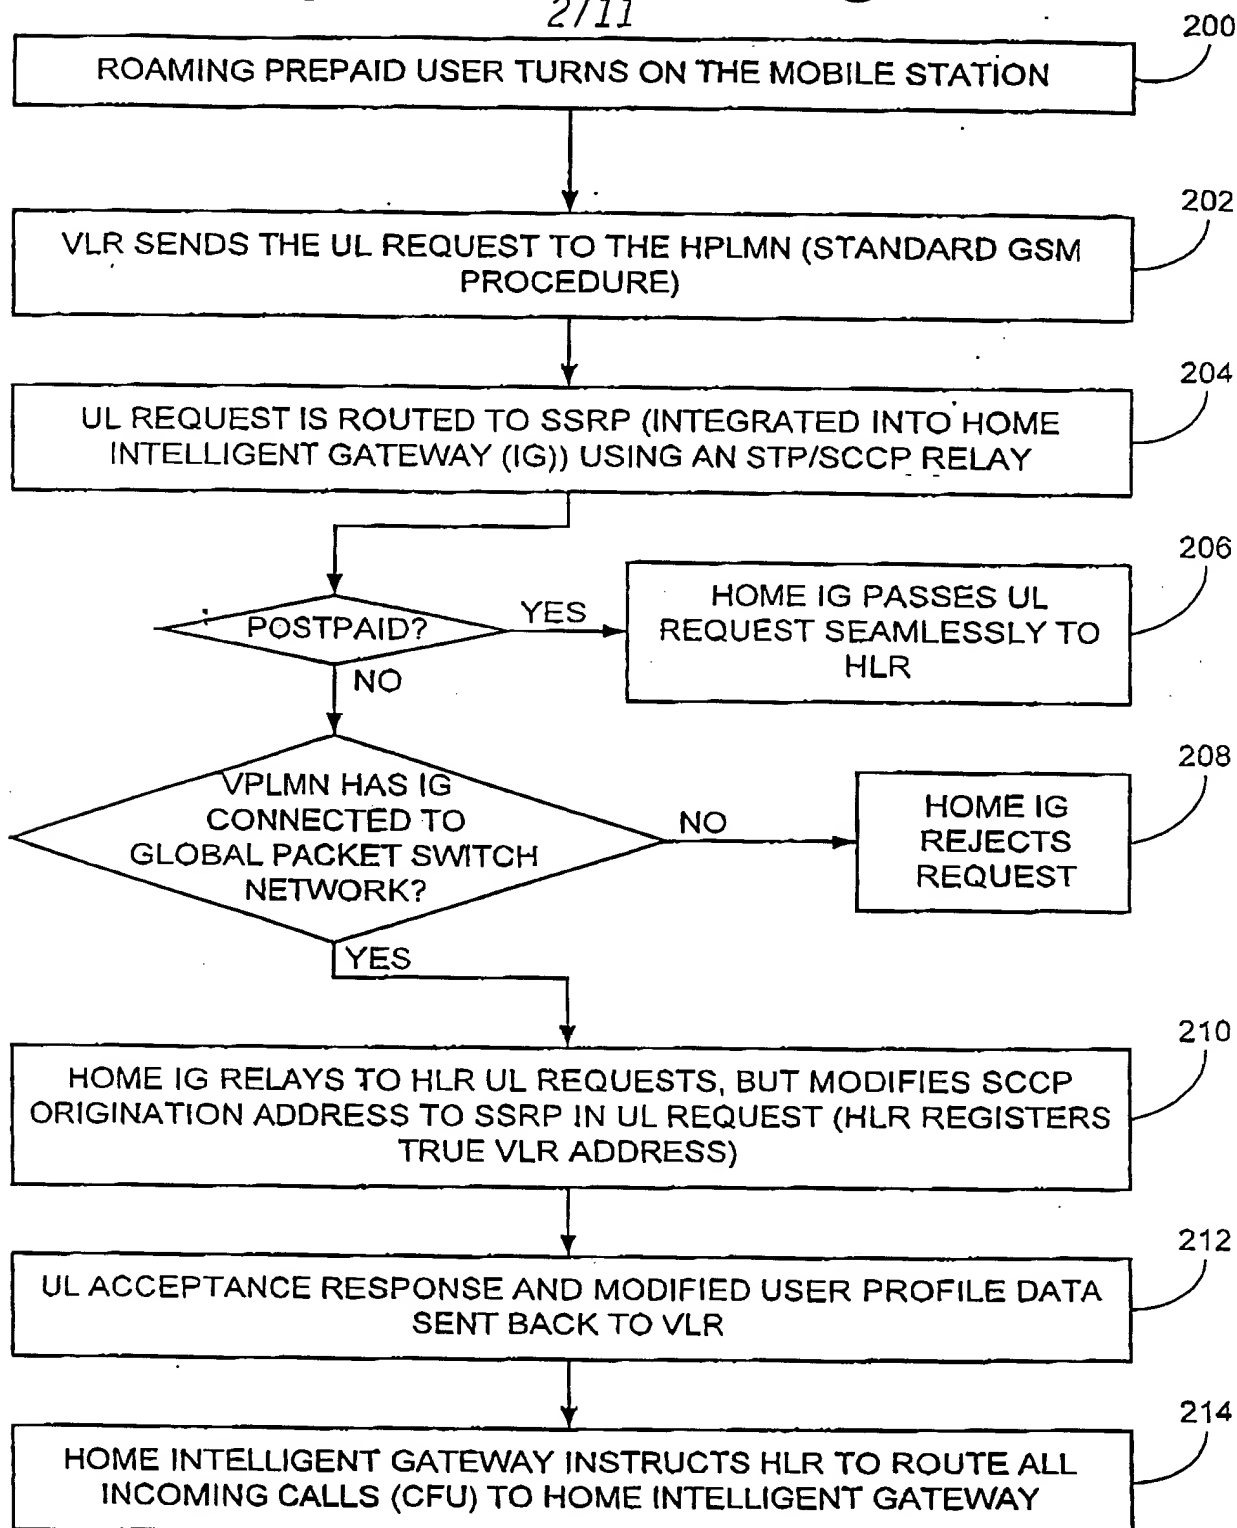 2/11
200
ROAMING PREPAID USER TURNS ON THE MOBILE STATION
202
VLR SENDS THE UL REQUEST TO THE HPLMN (STANDARD GSM
PROCEDURE)
204
UL REQUEST IS ROUTED TO SSRP (INTEGRATED INTO HOME
INTELLIGENT GATEWAY (IG)) USING AN STP/SCCP RELAY
206
HOME IG PASSES UL
REQUEST SEAMLESSLY TO
HLR
POSTPAID?
YES
NO
208
VPLMN HAS IG
CONNECTED TO
GLOBAL PACKET SWITCH
NETWORK?
NO
HOME IG
REJECTS
REQUEST
YES
210
HOME IG RELAYS TO HLR UL REQUESTS, BUT MODIFIES SCCP
ORIGINATION ADDRESS TO SSRP IN UL REQUEST (HLR REGISTERS
TRUE VLR ADDRESS)
212
UL ACCEPTANCE RESPONSE AND MODIFIED USER PROFILE DATA
SENT BACK TO VLR
214
HOME INTELLIGENT GATEWAY INSTRUCTS HLR TO ROUTE ALL
INCOMING CALLS (CFU) TO HOME INTELLIGENT GATEWAY